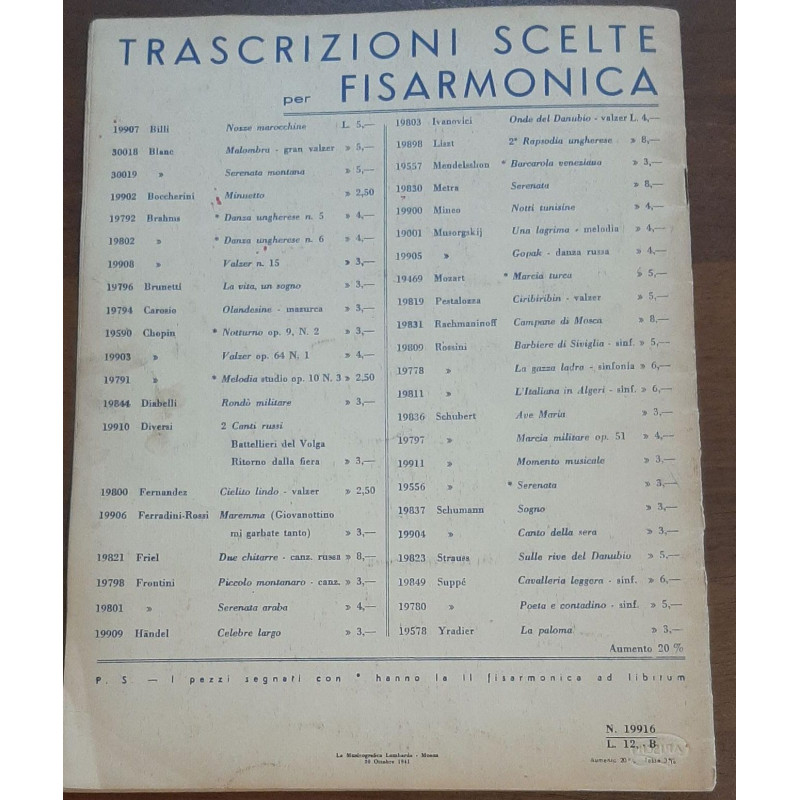 TRASCRIZIONI SCELTE
per FISARMONICA
19907 Billi Nozze marocchine L. 5,—
30018 Blanc Malombra - gran valzer » 5,—
30019 » Serenata montana » 5,—
19902 Boccherini Minuetto » 2,50
19792 Brahms * Danza ungherese n. 5 » 4,—
19802 » * Danza ungherese n. 6 » 4,—
19908 » Valzer n. 15 » 3,—
19796 Brunetti La vita, un sogno » 3,—
19794 Carosio Olandesine - mazurca » 3,—
19590 Chopin * Notturno op. 9, N. 2 » 3,—
19903 » Valzer op. 64 N. 1 » 4,—
19791 » * Melodia studio op. 10 N. 3 » 2,50
19844 Diabelli Rondò militare » 3,—
19910 Diversi 2 Canti russi
Battellieri del Volga
Ritorno dalla fiera » 3,—
19800 Fernandez Cielito lindo - valzer » 2,50
19906 Ferradini-Rossi Maremma (Giovanottino
mi garbate tanto) » 3,—
19821 Friel Due chitarre - canz. russa » 8,—
19798 Frontini Piccolo montanaro - canz. » 3,—
19801 » Serenata araba » 4,—
19909 Händel Celebre largo » 3,—
19803 Ivanovici Onde del Danubio - valzer L. 4,—
19898 Liszt 2ª Rapsodia ungherese » 8,—
19557 Mendelsshon * Barcarola veneziana » 3,—
19830 Metra Serenata » 8,—
19900 Mineo Notti tunisine » 4,—
19001 Musorgskij Una lagrima - melodia » 4,—
19905 » Gopak - danza russa » 4,—
19469 Mozart * Marcia turca » 5,—
19819 Pestalozza Ciribiribin - valzer » 5,—
19831 Rachmaninoff Campane di Mosca » 8,—
19809 Rossini Barbiere di Siviglia - sinf. » 5,—
19778 » La gazza ladra - sinfonia » 6,—
19811 » L'Italiana in Algeri - sinf. » 6,—
19836 Schubert Ave Maria » 3,—
19797 » Marcia militare op. 51 » 4,—
19911 » Momento musicale » 3,—
19556 » * Serenata » 3,—
19837 Schumann Sogno » 3,—
19904 » Canto della sera » 3,—
19823 Strauss Sulle rive del Danubio » 5,—
19849 Suppé Cavalleria leggera - sinf. » 6,—
19780 » Poeta e contadino - sinf. » 5,—
19578 Yradier La paloma » 3,—
Aumento 20 %
P. S. — I pezzi segnati con * hanno la II fisarmonica ad libitum
N. 19916
L. 12, - B
Aumento 20 %
La Musicografica Lombarda - Monza
30 Ottobre 1941